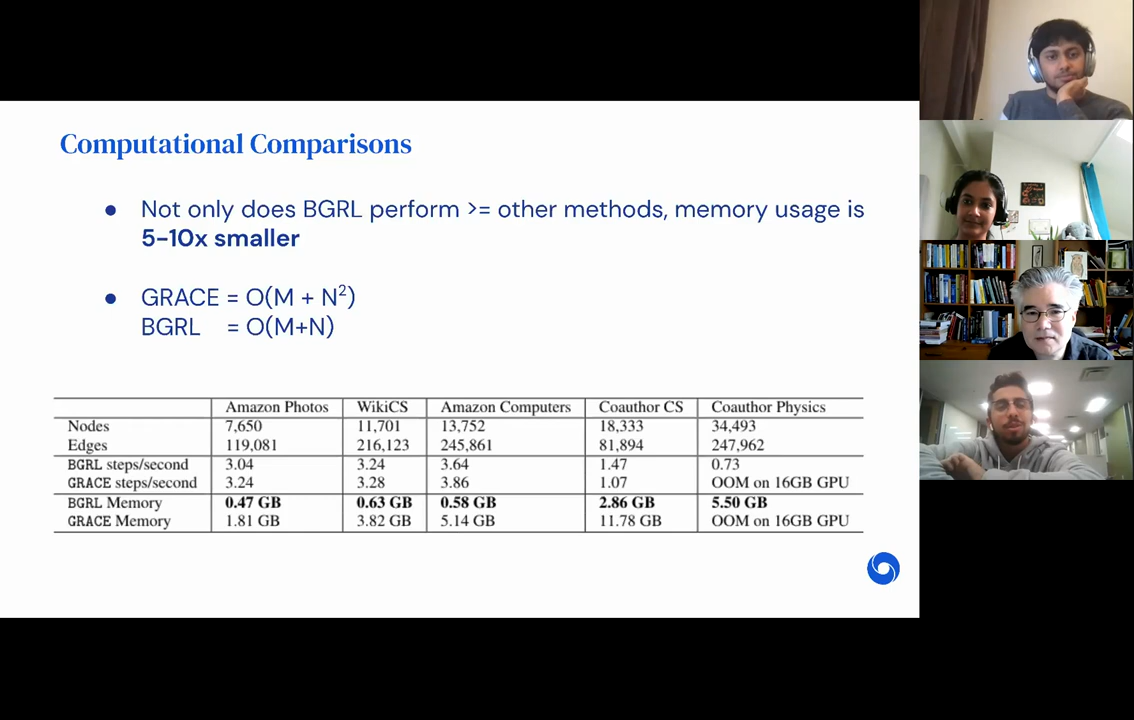 Computational Comparisons
● Not only does BGRL perform >= other methods, memory usage is
5-10x smaller
● GRACE = O(M + N²)
BGRL = O(M+N)
Amazon Photos WikiCS Amazon Computers Coauthor CS Coauthor Physics
Nodes 7,650 11,701 13,752 18,333 34,493
Edges 119,081 216,123 245,861 81,894 247,962
BGRL steps/second 3.04 3.24 3.64 1.47 0.73
GRACE steps/second 3.24 3.28 3.86 1.07 OOM on 16GB GPU
BGRL Memory 0.47 GB 0.63 GB 0.58 GB 2.86 GB 5.50 GB
GRACE Memory 1.81 GB 3.82 GB 5.14 GB 11.78 GB OOM on 16GB GPU